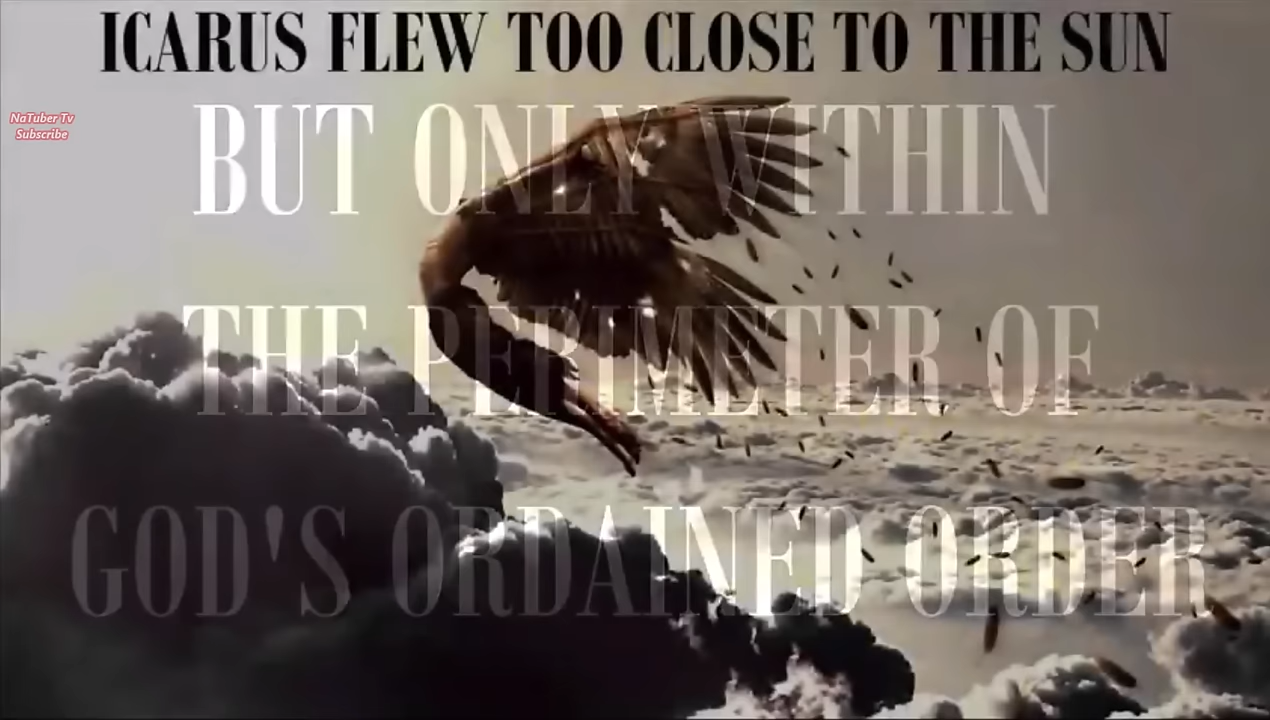 ICARUS FLEW TOO CLOSE TO THE SUN
NaTuber Tv
Subscribe
BUT ONLY WITHIN
THE PERIMETER OF
GOD'S ORDAINED ORDER